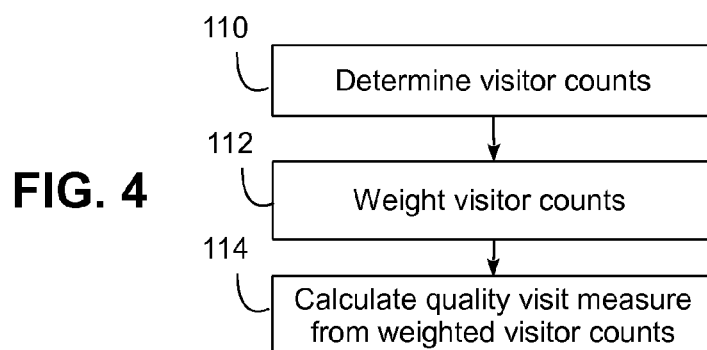 110
Determine visitor counts
112
FIG. 4
Weight visitor counts
114
Calculate quality visit measure
from weighted visitor counts